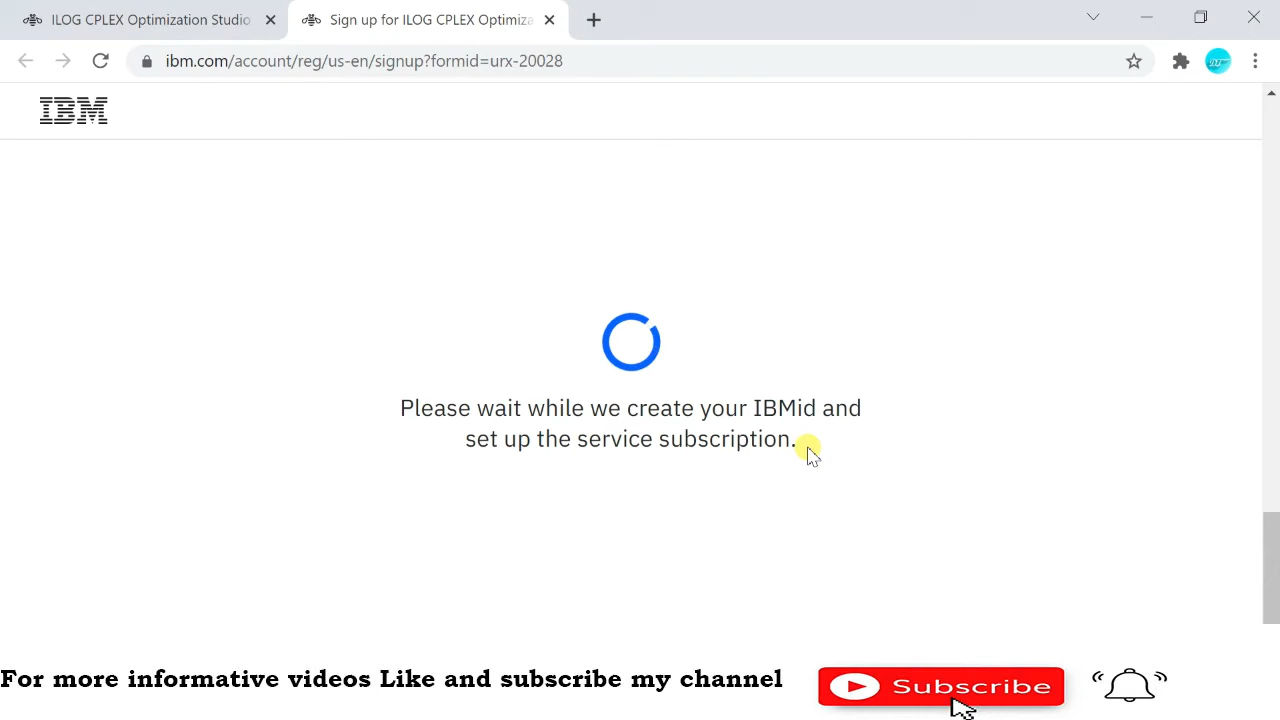 ILOG CPLEX Optimization Studio
Sign up for ILOG CPLEX Optimiza
ibm.com/account/reg/us-en/signup?formid=urx-20028
IBM
Please wait while we create your IBMid and
set up the service subscription.
For more informative videos Like and subscribe my channel
Subscribe